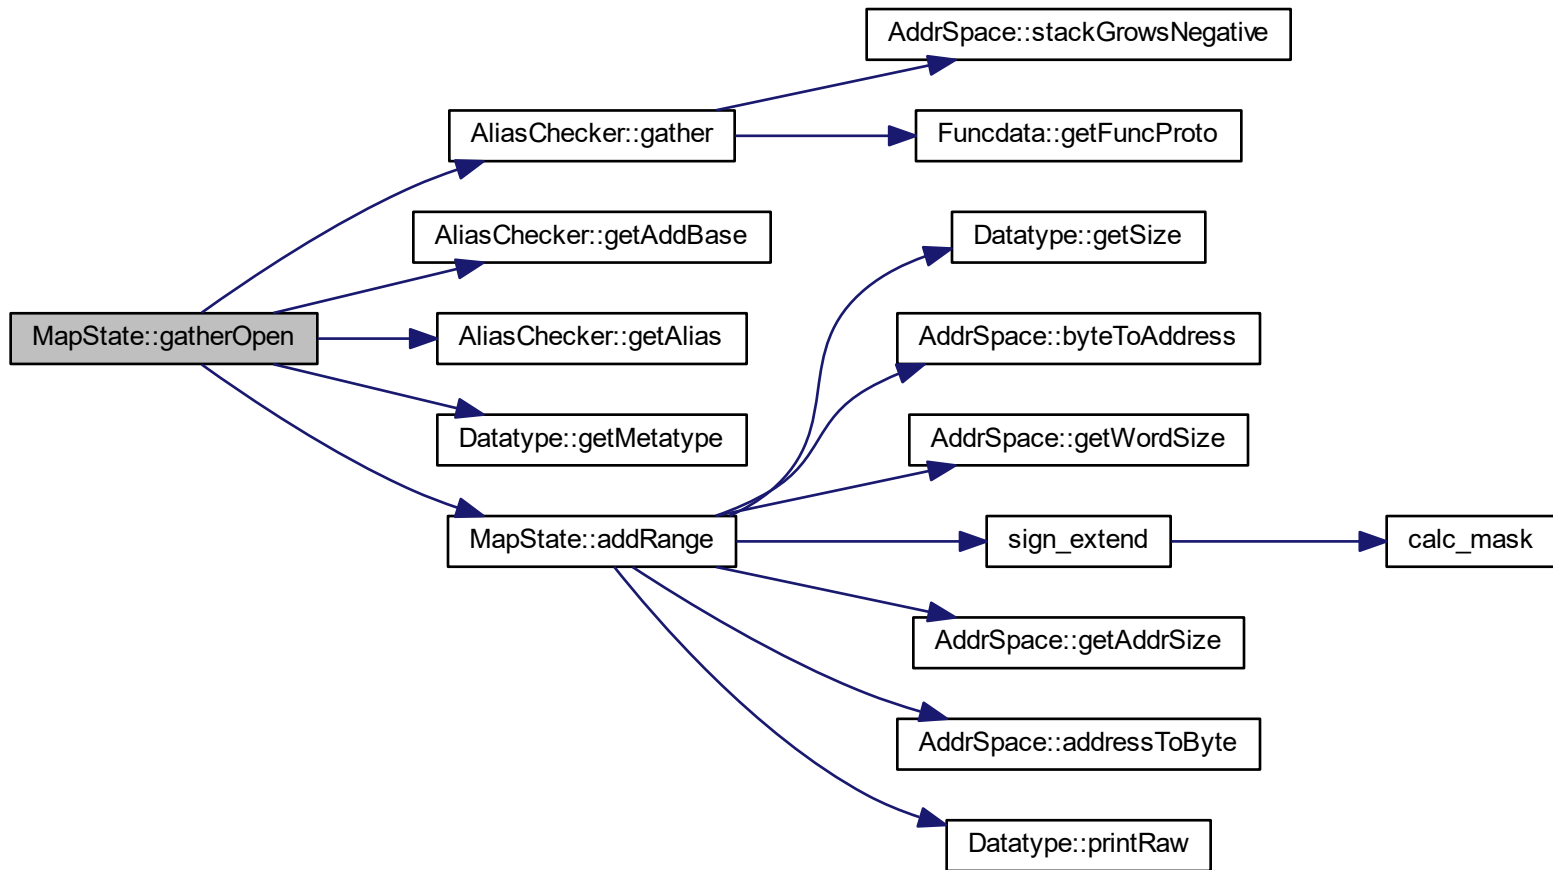 AddrSpace::stackGrowsNegative
AliasChecker::gather
Funcdata::getFuncProto
AliasChecker::getAddBase
Datatype::getSize
MapState::gatherOpen
AliasChecker::getAlias
AddrSpace::byteToAddress
Datatype::getMetatype
AddrSpace::getWordSize
MapState::addRange
sign_extend
calc_mask
AddrSpace::getAddrSize
AddrSpace::addressToByte
Datatype::printRaw